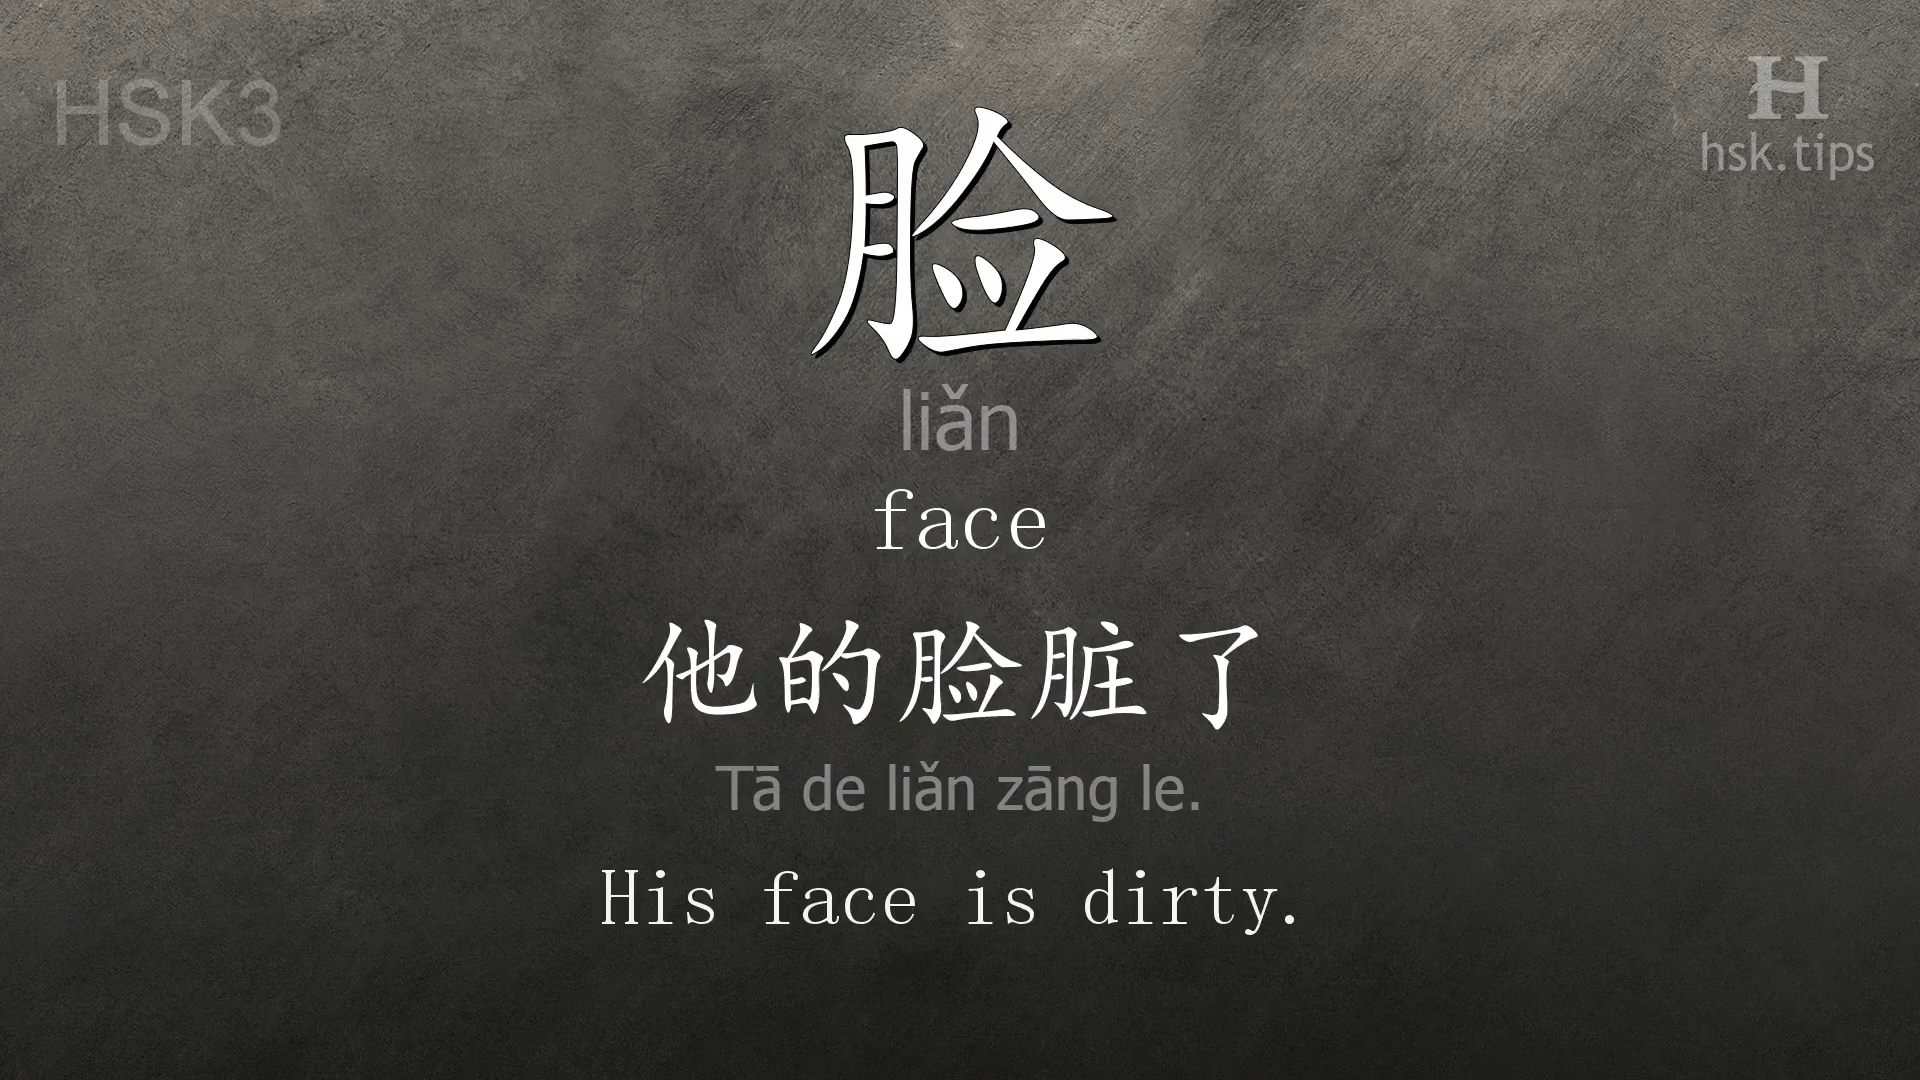 HSK3
H
hsk.tips
脸
liǎn
face
他的脸脏了
Tā de liǎn zāng le.
His face is dirty.